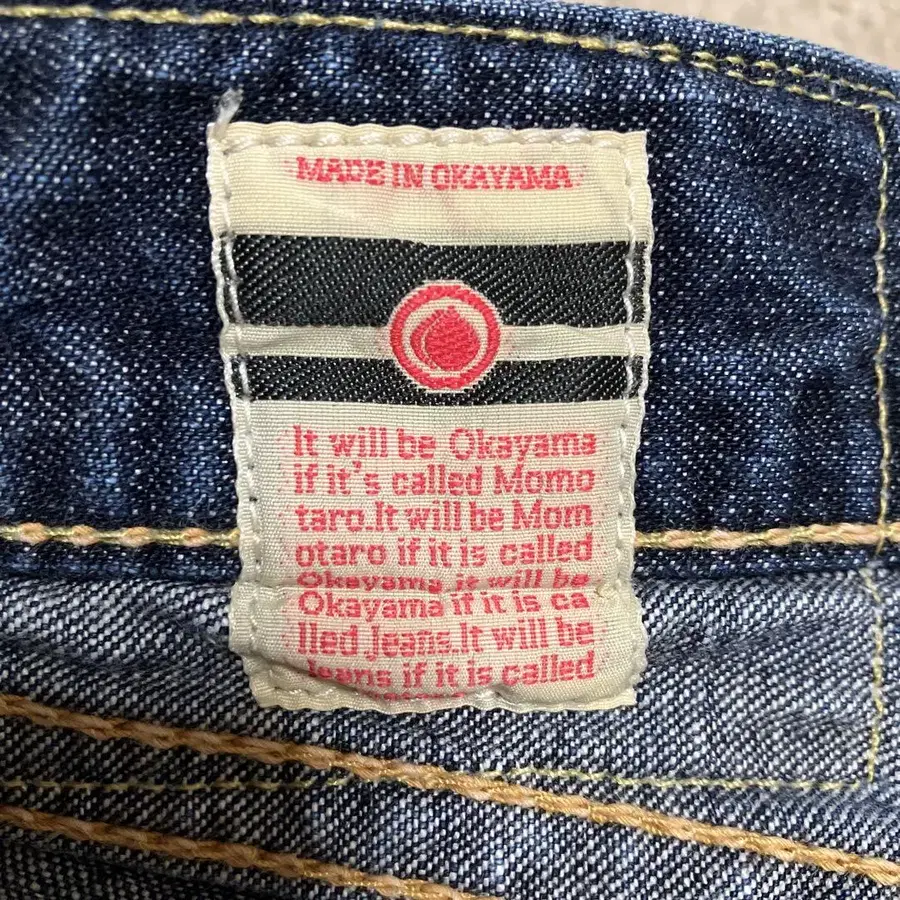 MADE IN OKAYAMA
It will be Okayama
if it's called Momo
taro.It will be Mom
otaro if it is called
Okayama it will be
Okayama if it is ca
lled Jeans.It will be
Jeans if it is called